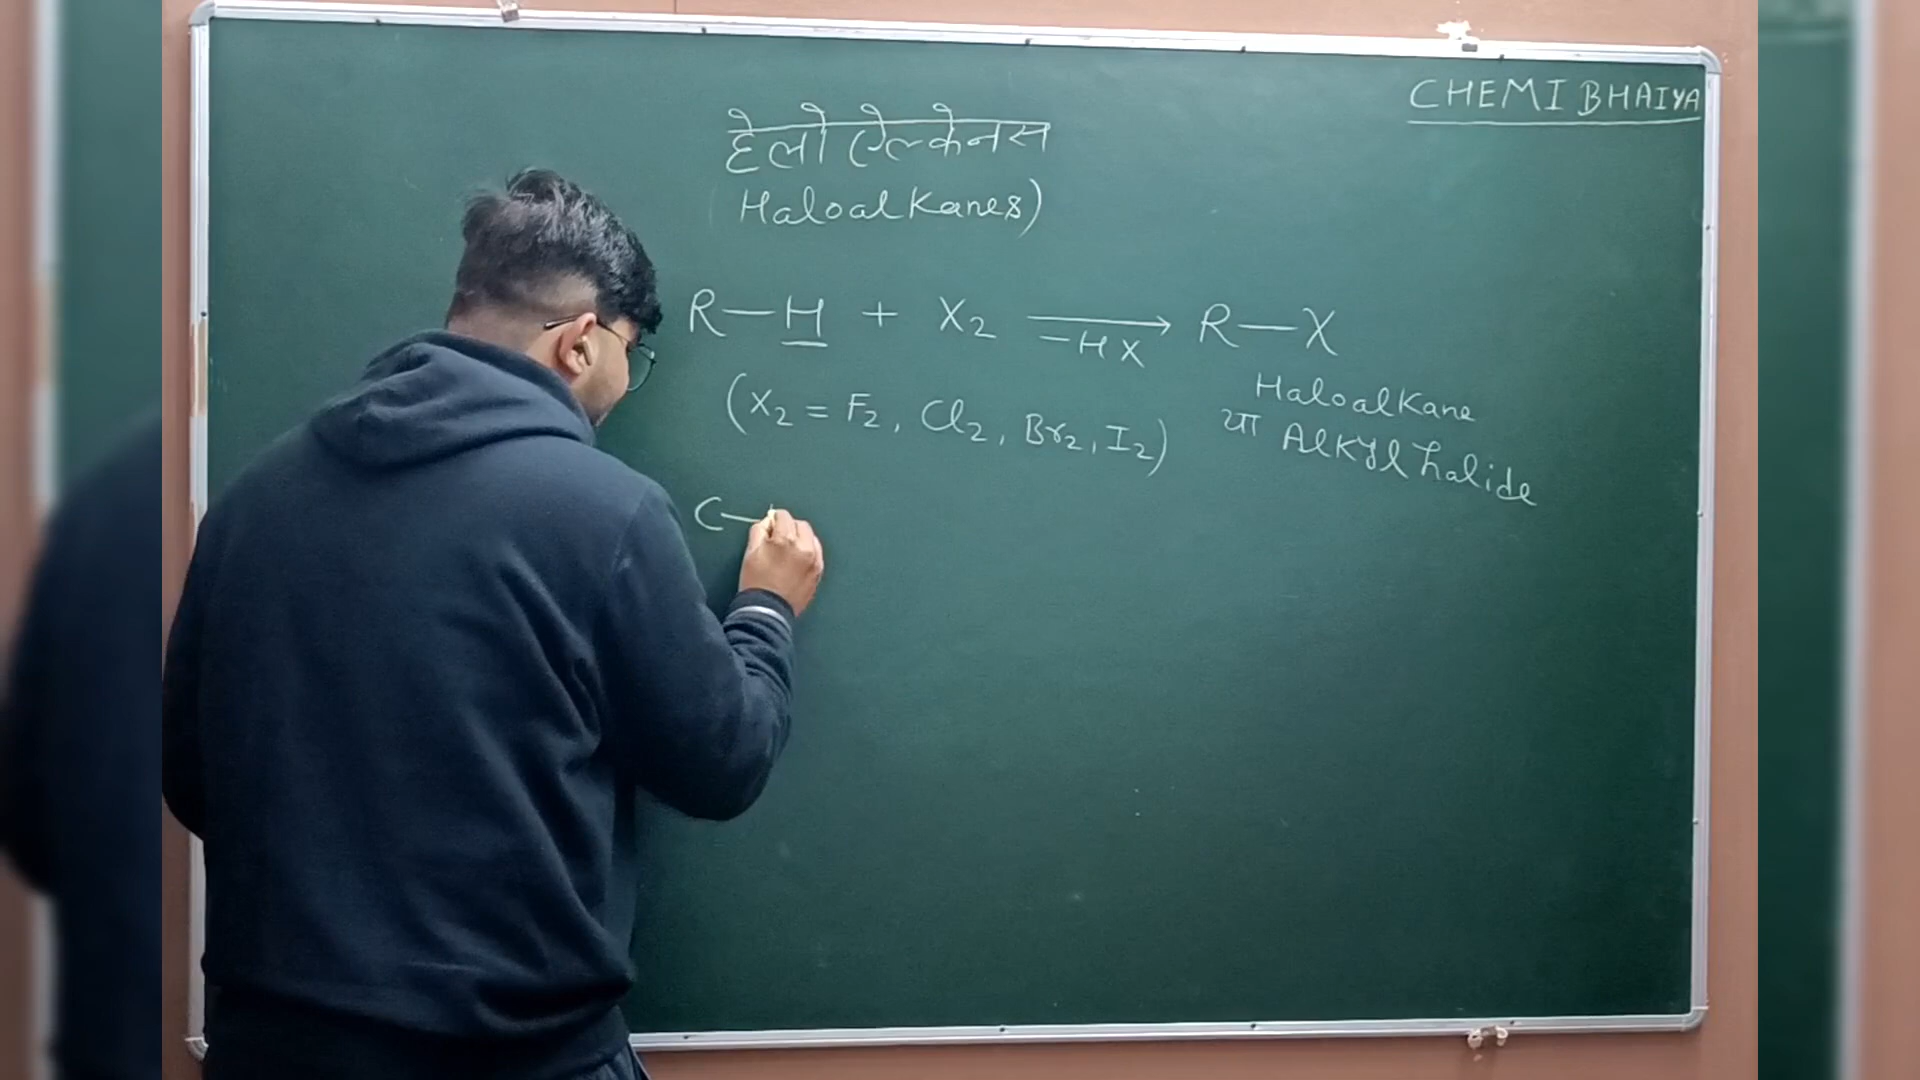 CHEMI BHAIYA
हेलो ऐल्केनस
Haloalkanes)
R—H + X₂ —HX→ R—X
(X₂ = F₂, Cl₂, Br₂, I₂)
Haloalkane
या Alkyl halide
C—